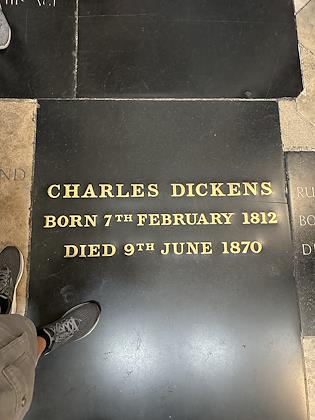 CHARLES DICKENS
BORN 7TH FEBRUARY 1812
DIED 9TH JUNE 1870